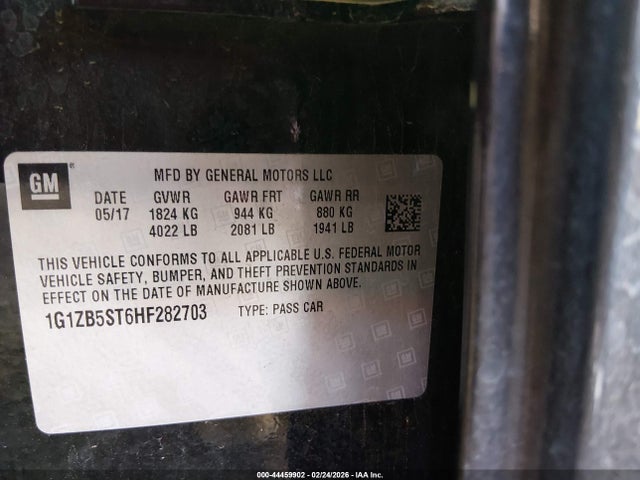 GM
MFD BY GENERAL MOTORS LLC
DATE GVWR GAWR FRT GAWR RR
05/17 1824 KG 944 KG 880 KG
4022 LB 2081 LB 1941 LB
THIS VEHICLE CONFORMS TO ALL APPLICABLE U.S. FEDERAL MOTOR
VEHICLE SAFETY, BUMPER, AND THEFT PREVENTION STANDARDS IN
EFFECT ON THE DATE OF MANUFACTURE SHOWN ABOVE.
1G1ZB5ST6HF282703 TYPE: PASS CAR
000-44459902 - 02/24/2026 - IAA Inc.